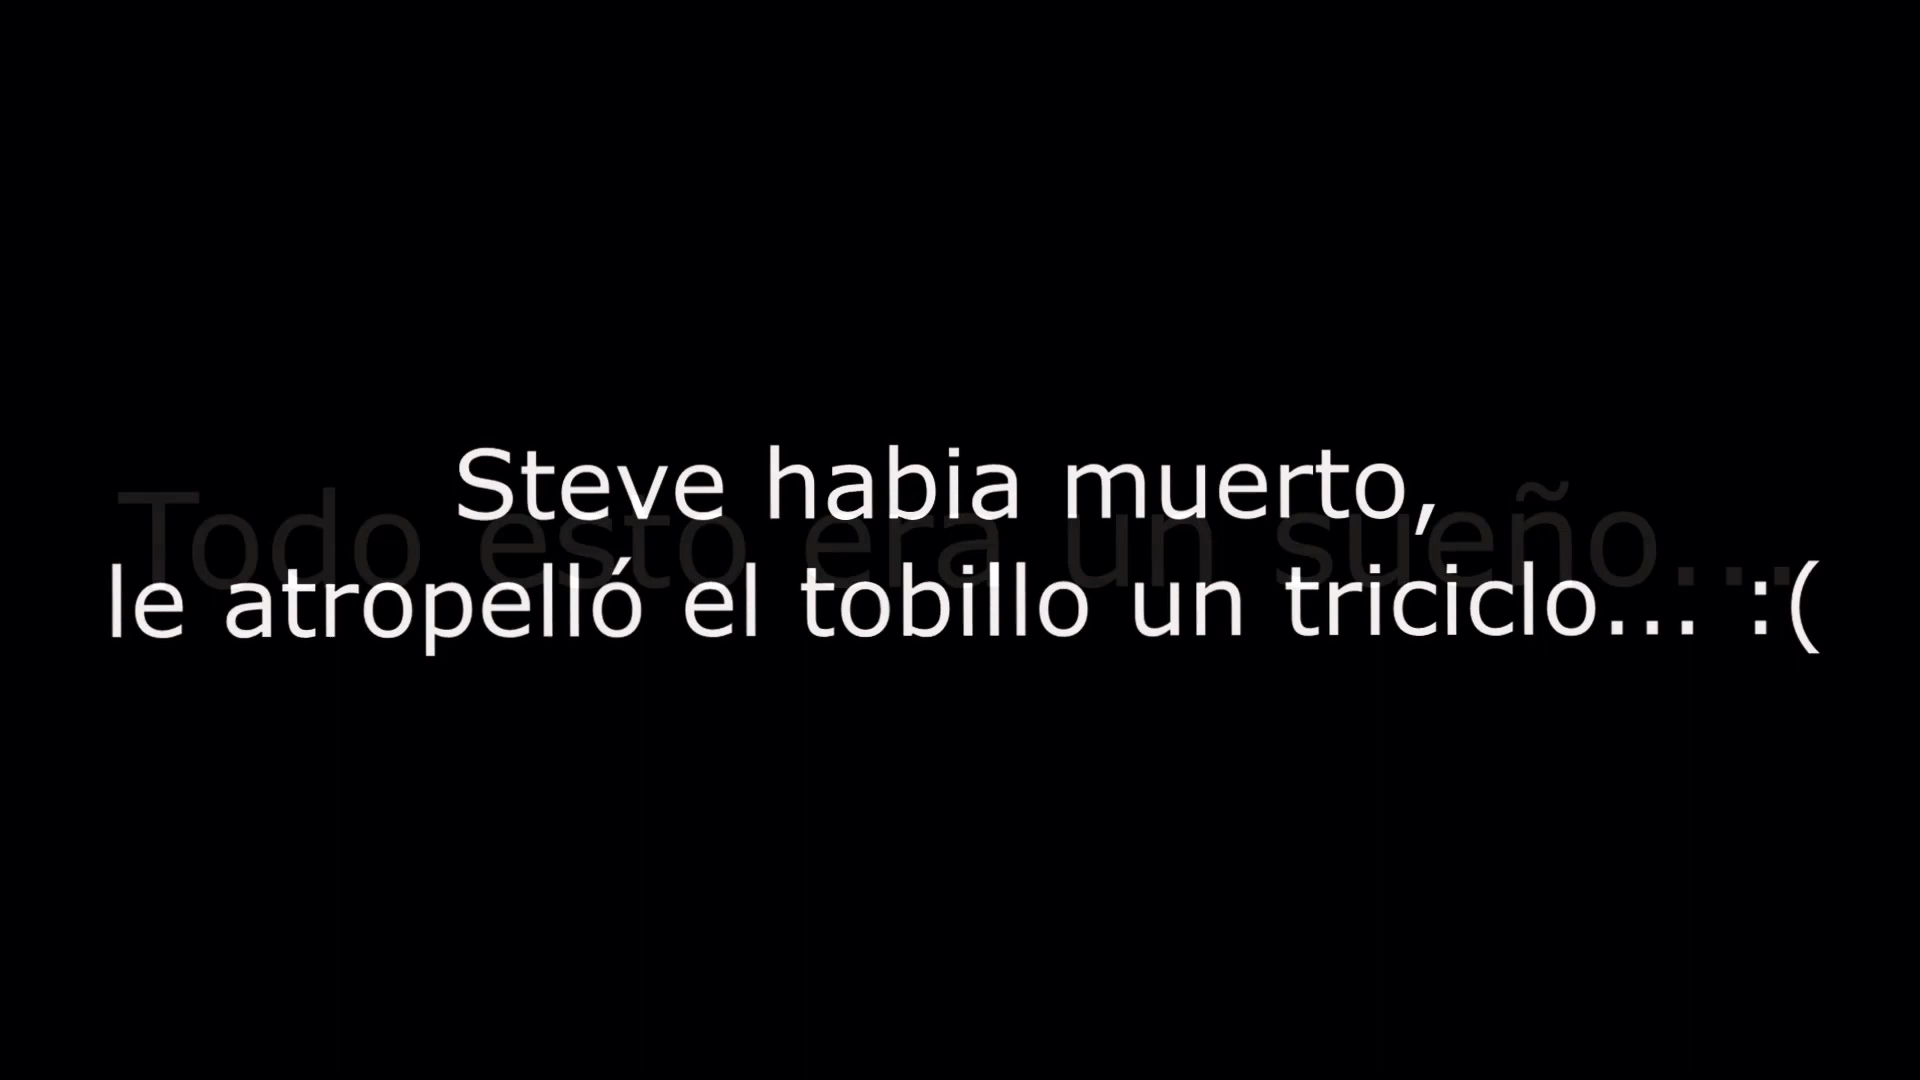 Todo esto era un sueño...
Steve habia muerto,
le atropelló el tobillo un triciclo... :(